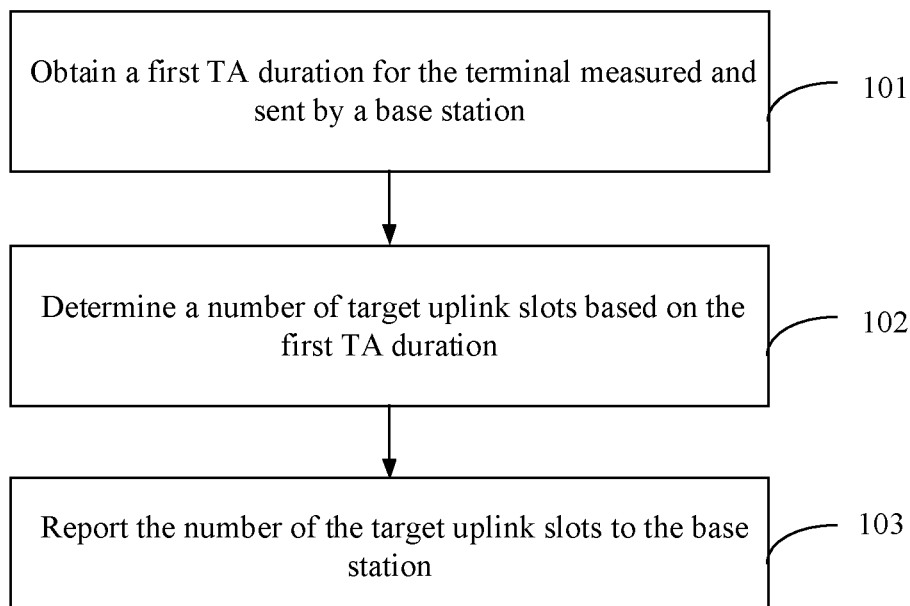 Obtain a first TA duration for the terminal measured and
sent by a base station
101
Determine a number of target uplink slots based on the
first TA duration
102
Report the number of the target uplink slots to the base
station
103